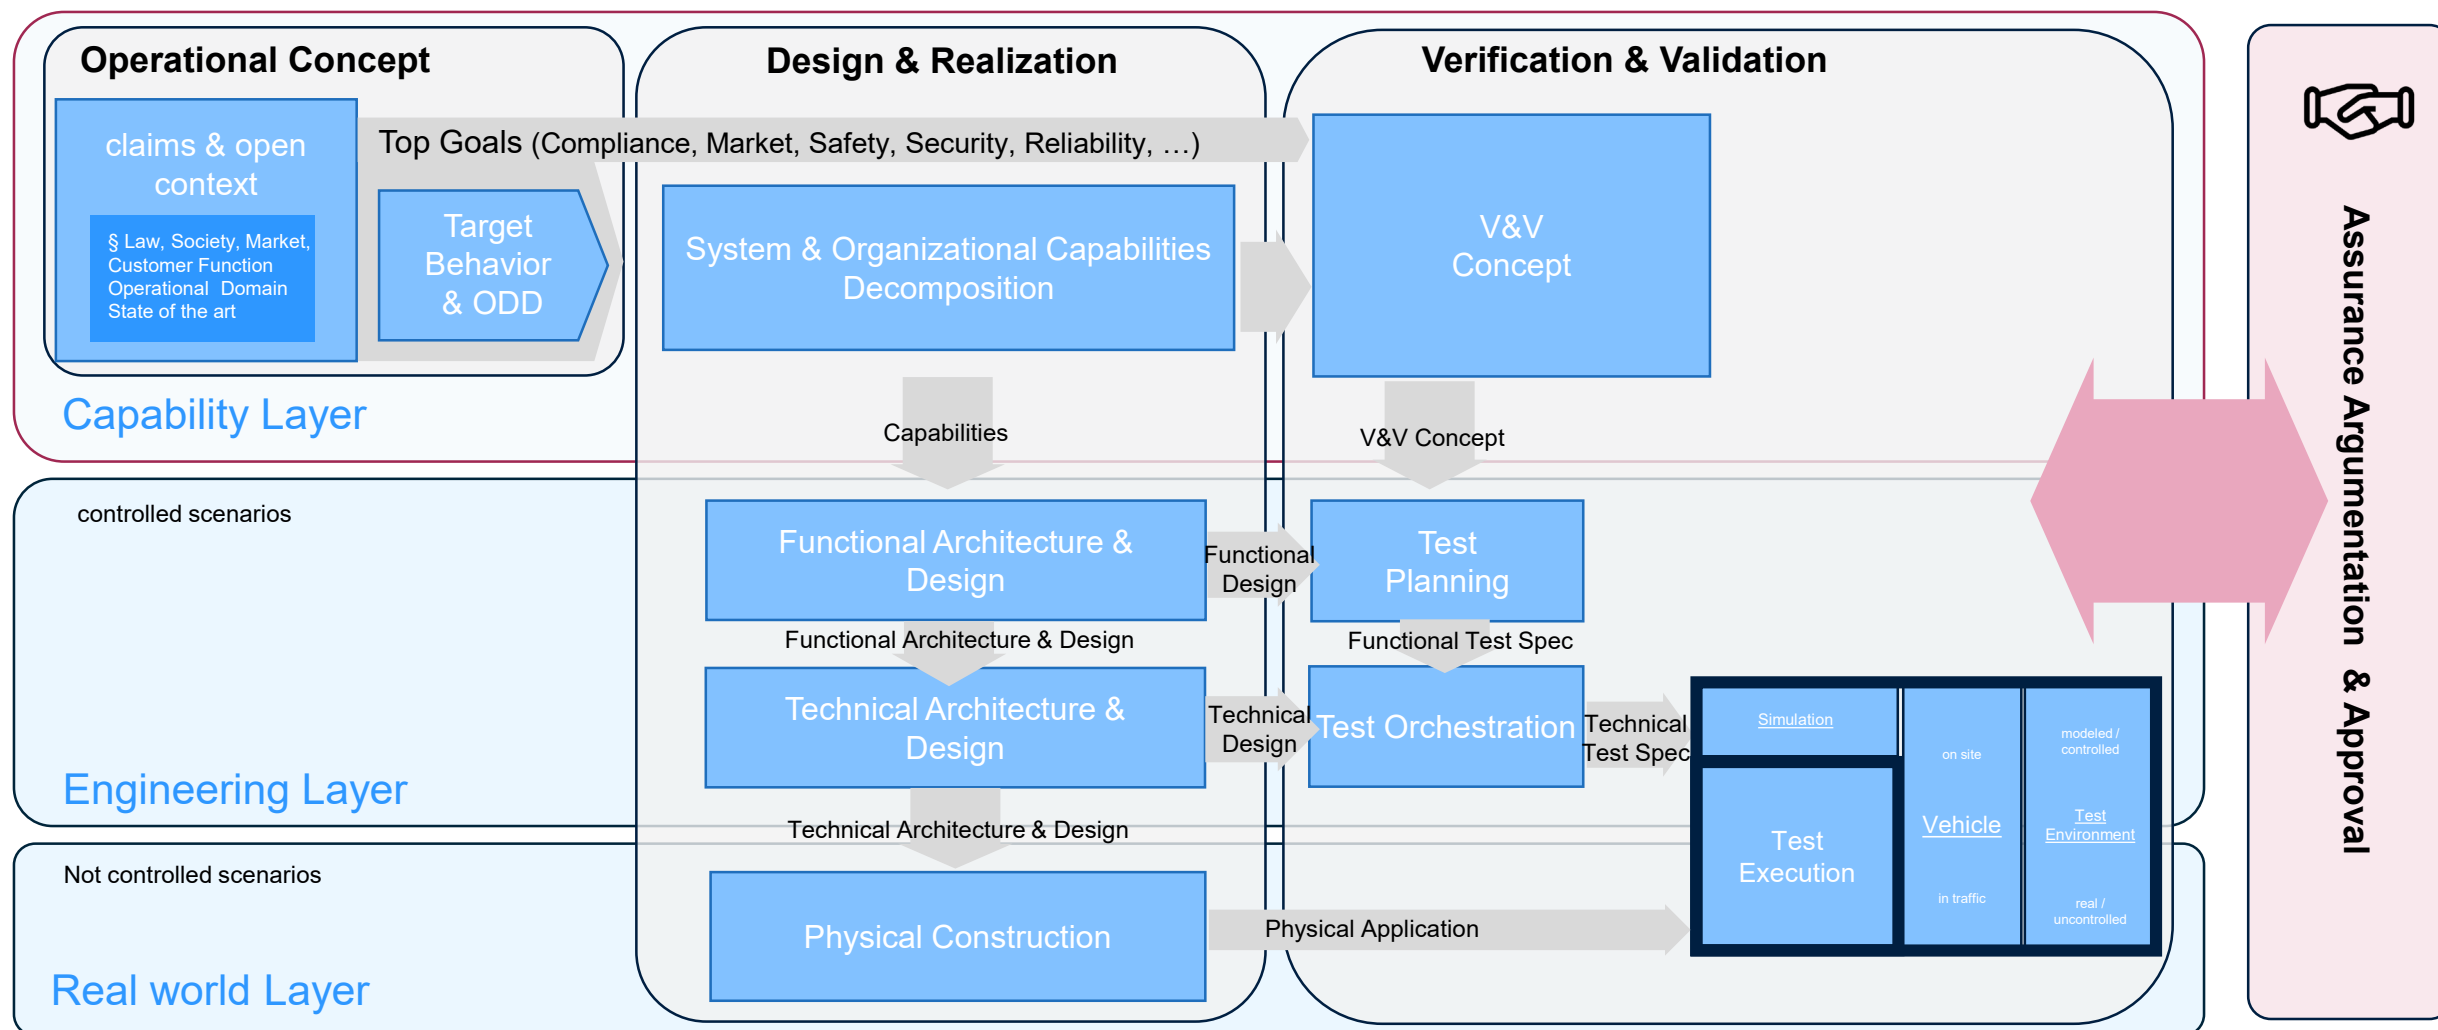 Operational Concept
Design & Realization
Verification & Validation
claims & open
context
§ Law, Society, Market,
Customer Function
Operational Domain
State of the art
Top Goals (Compliance, Market, Safety, Security, Reliability, …)
Target
Behavior
& ODD
System & Organizational Capabilities
Decomposition
V&V
Concept
Capability Layer
Capabilities
V&V Concept
controlled scenarios
Functional Architecture &
Design
Functional
Design
Test
Planning
Functional Architecture & Design
Functional Test Spec
Technical Architecture &
Design
Technical
Design
Test Orchestration
Technical
Test Spec
Simulation
Test
Execution
on site
Vehicle
in traffic
modeled /
controlled
Test
Environment
real /
uncontrolled
Engineering Layer
Technical Architecture & Design
Not controlled scenarios
Physical Construction
Physical Application
Real world Layer
Assurance Argumentation & Approval